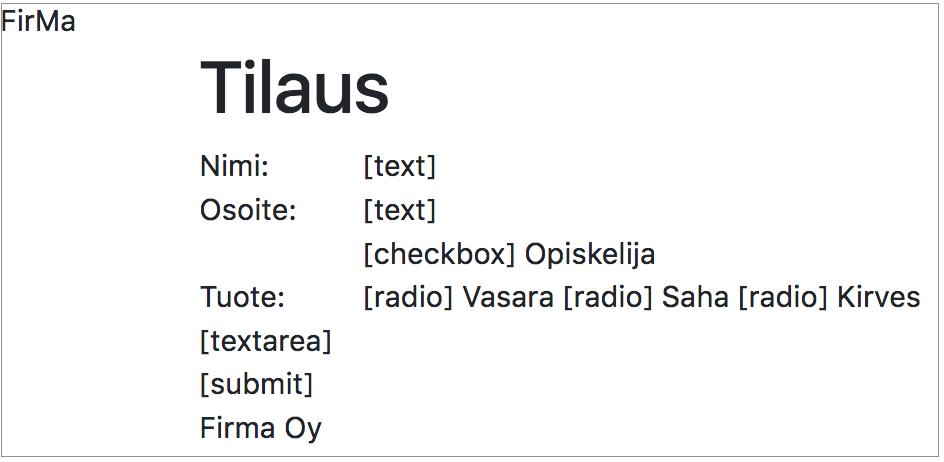 FirMa
Tilaus
Nimi: [text]
Osoite: [text]
[checkbox] Opiskelija
Tuote: [radio] Vasara [radio] Saha [radio] Kirves
[textarea]
[submit]
Firma Oy